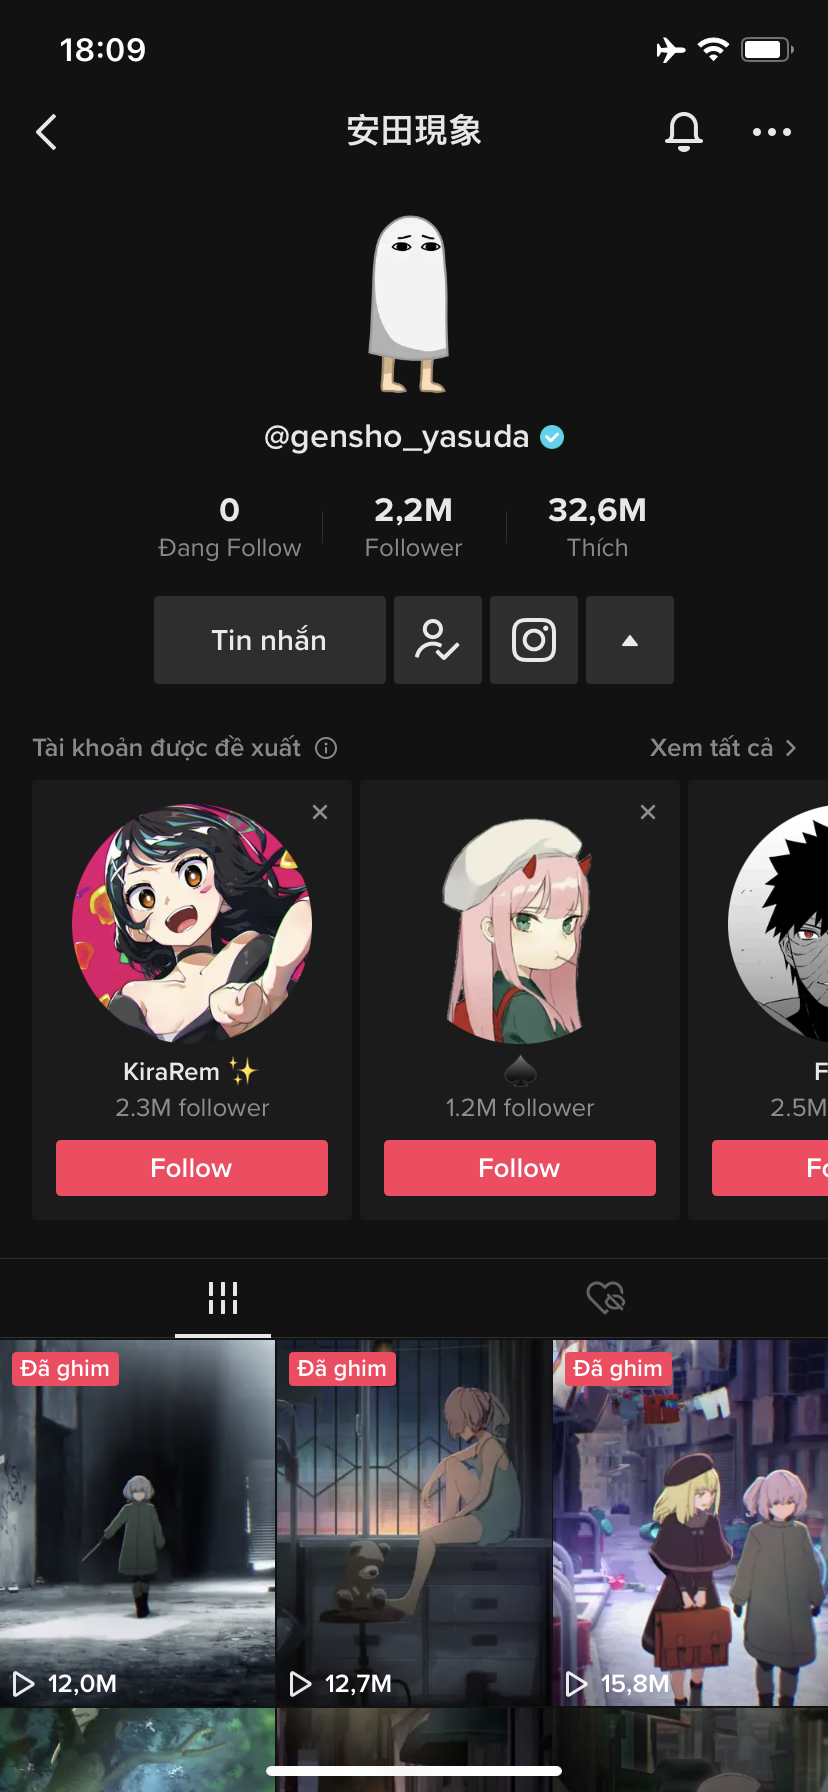 18:09
安田現象
@gensho_yasuda
0
Đang Follow
2,2M
Follower
32,6M
Thích
Tin nhắn
Tài khoản được đề xuất
Xem tất cả
KiraRem ✨
2.3M follower
Follow
♠️
1.2M follower
Follow
F
2.5M
Fo
Đã ghim
12,0M
Đã ghim
12,7M
Đã ghim
15,8M